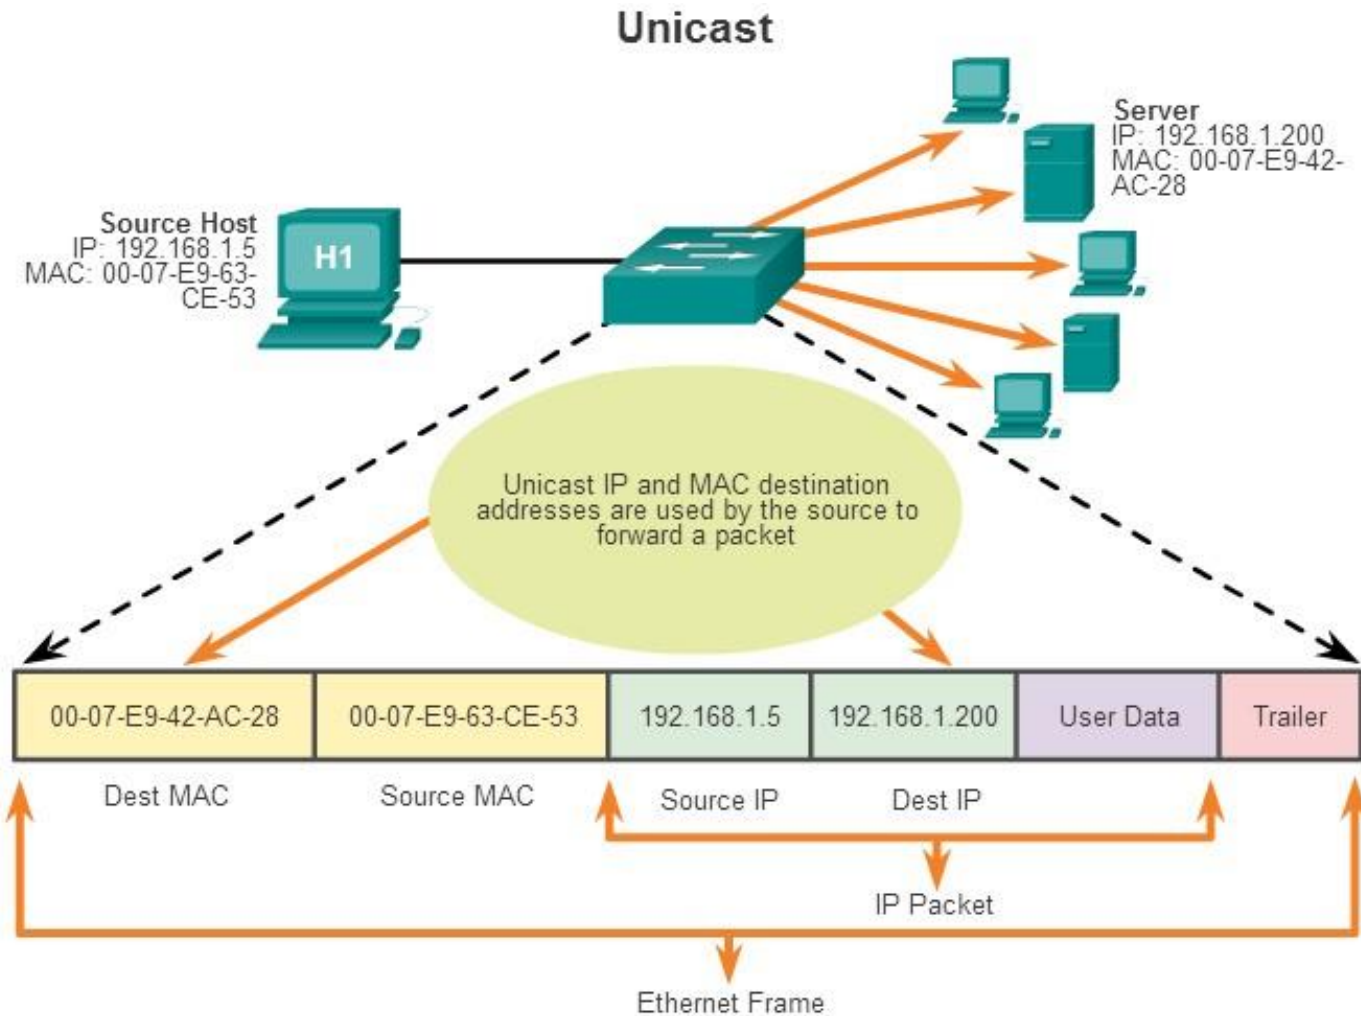 Unicast
Server
IP: 192.168.1.200
MAC: 00-07-E9-42-
AC-28
Source Host
IP: 192.168.1.5
MAC: 00-07-E9-63-
CE-53
H1
Unicast IP and MAC destination
addresses are used by the source to
forward a packet
00-07-E9-42-AC-28
00-07-E9-63-CE-53
192.168.1.5
192.168.1.200
User Data
Trailer
Dest MAC
Source MAC
Source IP
Dest IP
IP Packet
Ethernet Frame